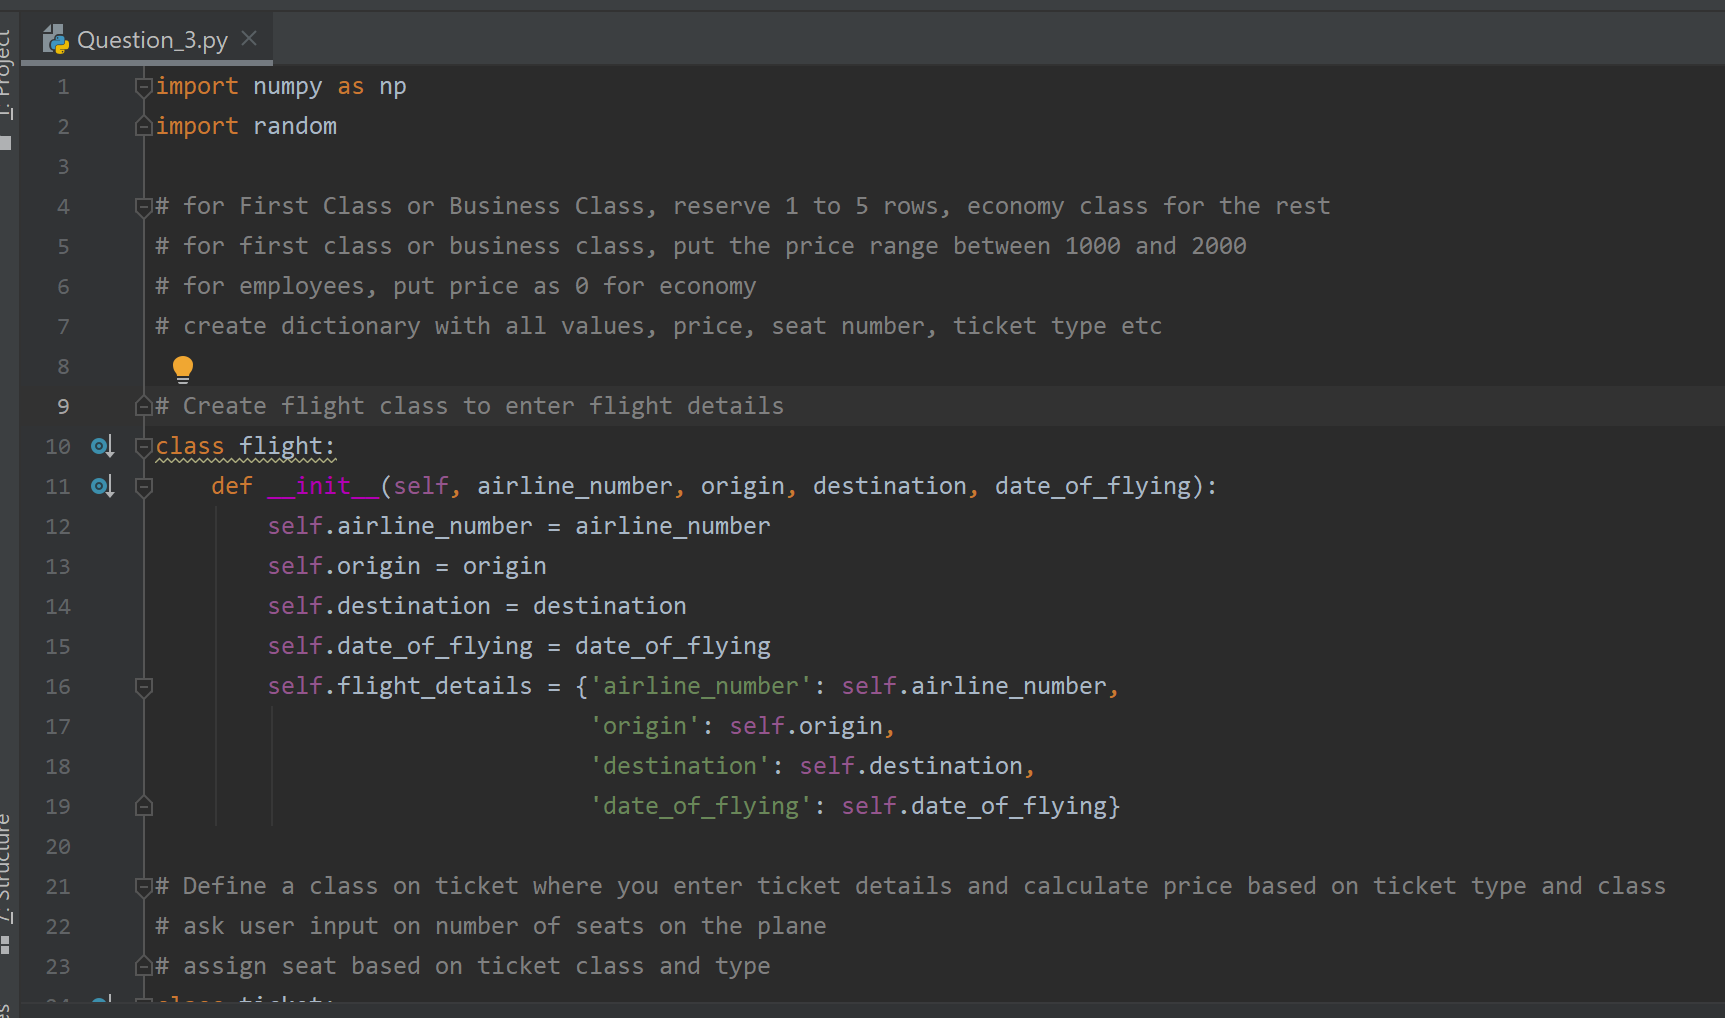 Question_3.py
1: Project
1 import numpy as np
2 import random
3
4 # for First Class or Business Class, reserve 1 to 5 rows, economy class for the rest
5 # for first class or business class, put the price range between 1000 and 2000
6 # for employees, put price as 0 for economy
7 # create dictionary with all values, price, seat number, ticket type etc
8
9 # Create flight class to enter flight details
10 class flight:
11     def __init__(self, airline_number, origin, destination, date_of_flying):
12         self.airline_number = airline_number
13         self.origin = origin
14         self.destination = destination
15         self.date_of_flying = date_of_flying
16         self.flight_details = {'airline_number': self.airline_number,
17                                'origin': self.origin,
18                                'destination': self.destination,
19                                'date_of_flying': self.date_of_flying}
20
21 # Define a class on ticket where you enter ticket details and calculate price based on ticket type and class
22 # ask user input on number of seats on the plane
23 # assign seat based on ticket class and type
24 class ticket:
7: Structure